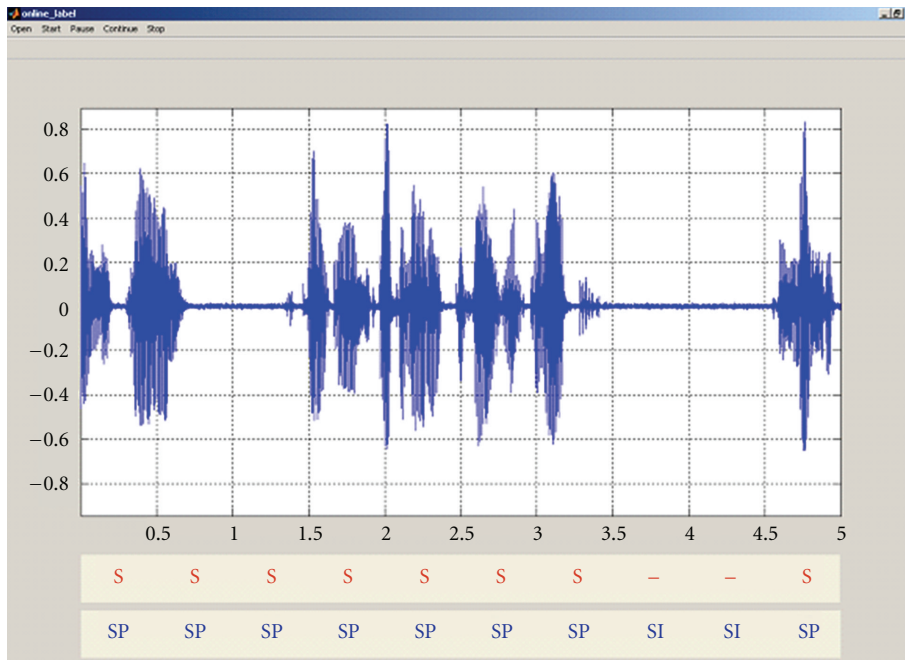 online_label
Open Start Pause Continue Stop
0.8
0.6
0.4
0.2
0
−0.2
−0.4
−0.6
−0.8
0.5 1 1.5 2 2.5 3 3.5 4 4.5 5
S S S S S S S – – S
SP SP SP SP SP SP SP SI SI SP